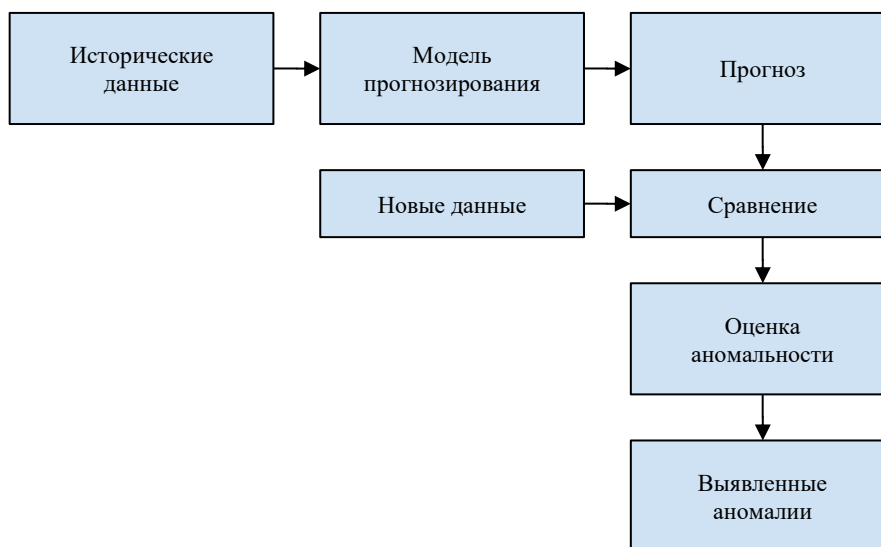 Исторические
данные
Модель
прогнозирования
Прогноз
Новые данные
Сравнение
Оценка
аномальности
Выявленные
аномалии